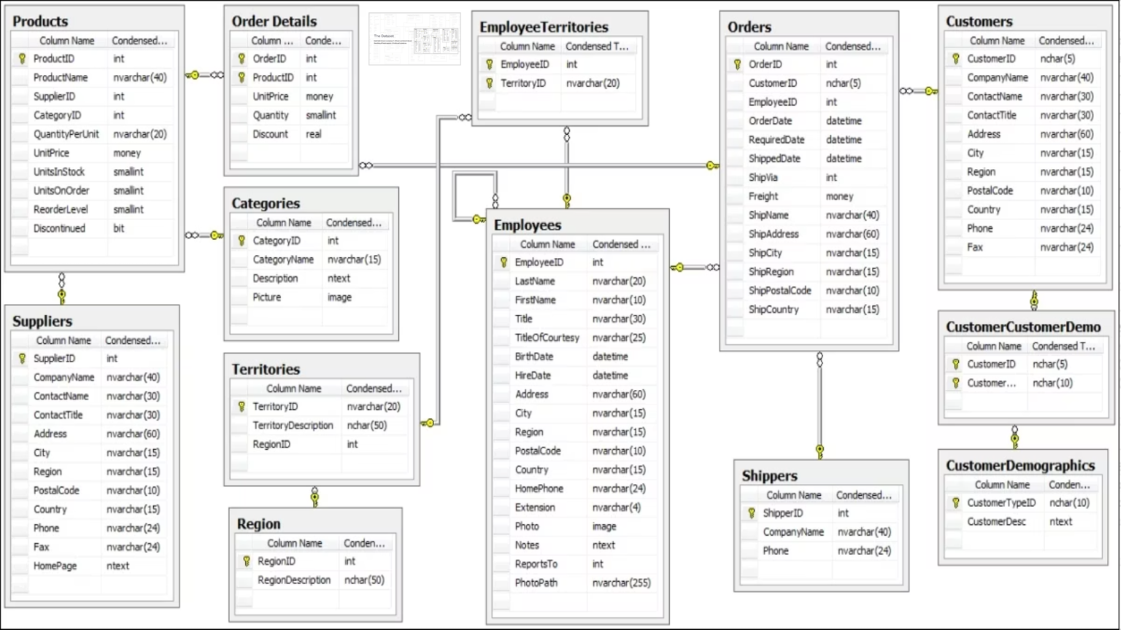 Products
Column Name Condensed...
ProductID int
ProductName nvarchar(40)
SupplierID int
CategoryID int
QuantityPerUnit nvarchar(20)
UnitPrice money
UnitsInStock smallint
UnitsOnOrder smallint
ReorderLevel smallint
Discontinued bit
Suppliers
Column Name Condensed...
SupplierID int
CompanyName nvarchar(40)
ContactName nvarchar(30)
ContactTitle nvarchar(30)
Address nvarchar(60)
City nvarchar(15)
Region nvarchar(15)
PostalCode nvarchar(10)
Country nvarchar(15)
Phone nvarchar(24)
Fax nvarchar(24)
HomePage ntext
Order Details
Column ... Conde...
OrderID int
ProductID int
UnitPrice money
Quantity smallint
Discount real
Categories
Column Name Condensed...
CategoryID int
CategoryName nvarchar(15)
Description ntext
Picture image
Territories
Column Name Condensed...
TerritoryID nvarchar(20)
TerritoryDescription nchar(50)
RegionID int
Region
Column Name Conden...
RegionID int
RegionDescription nchar(50)
EmployeeTerritories
Column Name Condensed T...
EmployeeID int
TerritoryID nvarchar(20)
Employees
Column Name Condensed ...
EmployeeID int
LastName nvarchar(20)
FirstName nvarchar(10)
Title nvarchar(30)
TitleOfCourtesy nvarchar(25)
BirthDate datetime
HireDate datetime
Address nvarchar(60)
City nvarchar(15)
Region nvarchar(15)
PostalCode nvarchar(10)
Country nvarchar(15)
HomePhone nvarchar(24)
Extension nvarchar(4)
Photo image
Notes ntext
ReportsTo int
PhotoPath nvarchar(255)
Orders
Column Name Condensed...
OrderID int
CustomerID nchar(5)
EmployeeID int
OrderDate datetime
RequiredDate datetime
ShippedDate datetime
ShipVia int
Freight money
ShipName nvarchar(40)
ShipAddress nvarchar(60)
ShipCity nvarchar(15)
ShipRegion nvarchar(15)
ShipPostalCode nvarchar(10)
ShipCountry nvarchar(15)
Shippers
Column Name Condensed...
ShipperID int
CompanyName nvarchar(40)
Phone nvarchar(24)
Customers
Column Name Condensed...
CustomerID nchar(5)
CompanyName nvarchar(40)
ContactName nvarchar(30)
ContactTitle nvarchar(30)
Address nvarchar(60)
City nvarchar(15)
Region nvarchar(15)
PostalCode nvarchar(10)
Country nvarchar(15)
Phone nvarchar(24)
Fax nvarchar(24)
CustomerCustomerDemo
Column Name Condensed T...
CustomerID nchar(5)
Customer... nchar(10)
CustomerDemographics
Column Name Conden...
CustomerTypeID nchar(10)
CustomerDesc ntext